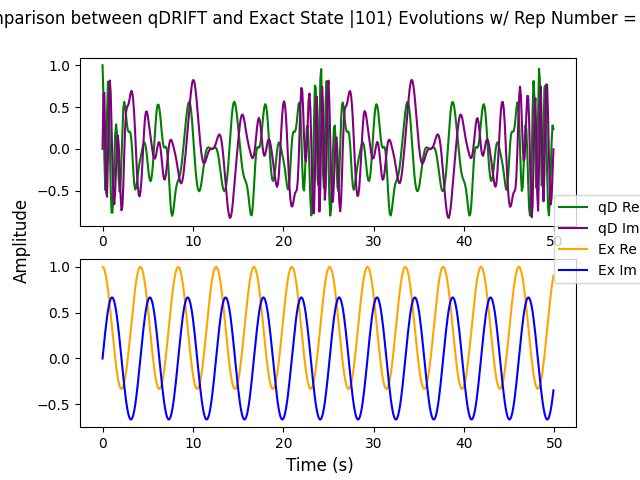 parison between qDRIFT and Exact State |101⟩ Evolutions w/ Rep Number =
1.0
0.5
0.0
−0.5
0 10 20 30 40 50
qD Re
qD Im
Ex Re
Ex Im
Amplitude
1.0
0.5
0.0
−0.5
0 10 20 30 40 50
Time (s)